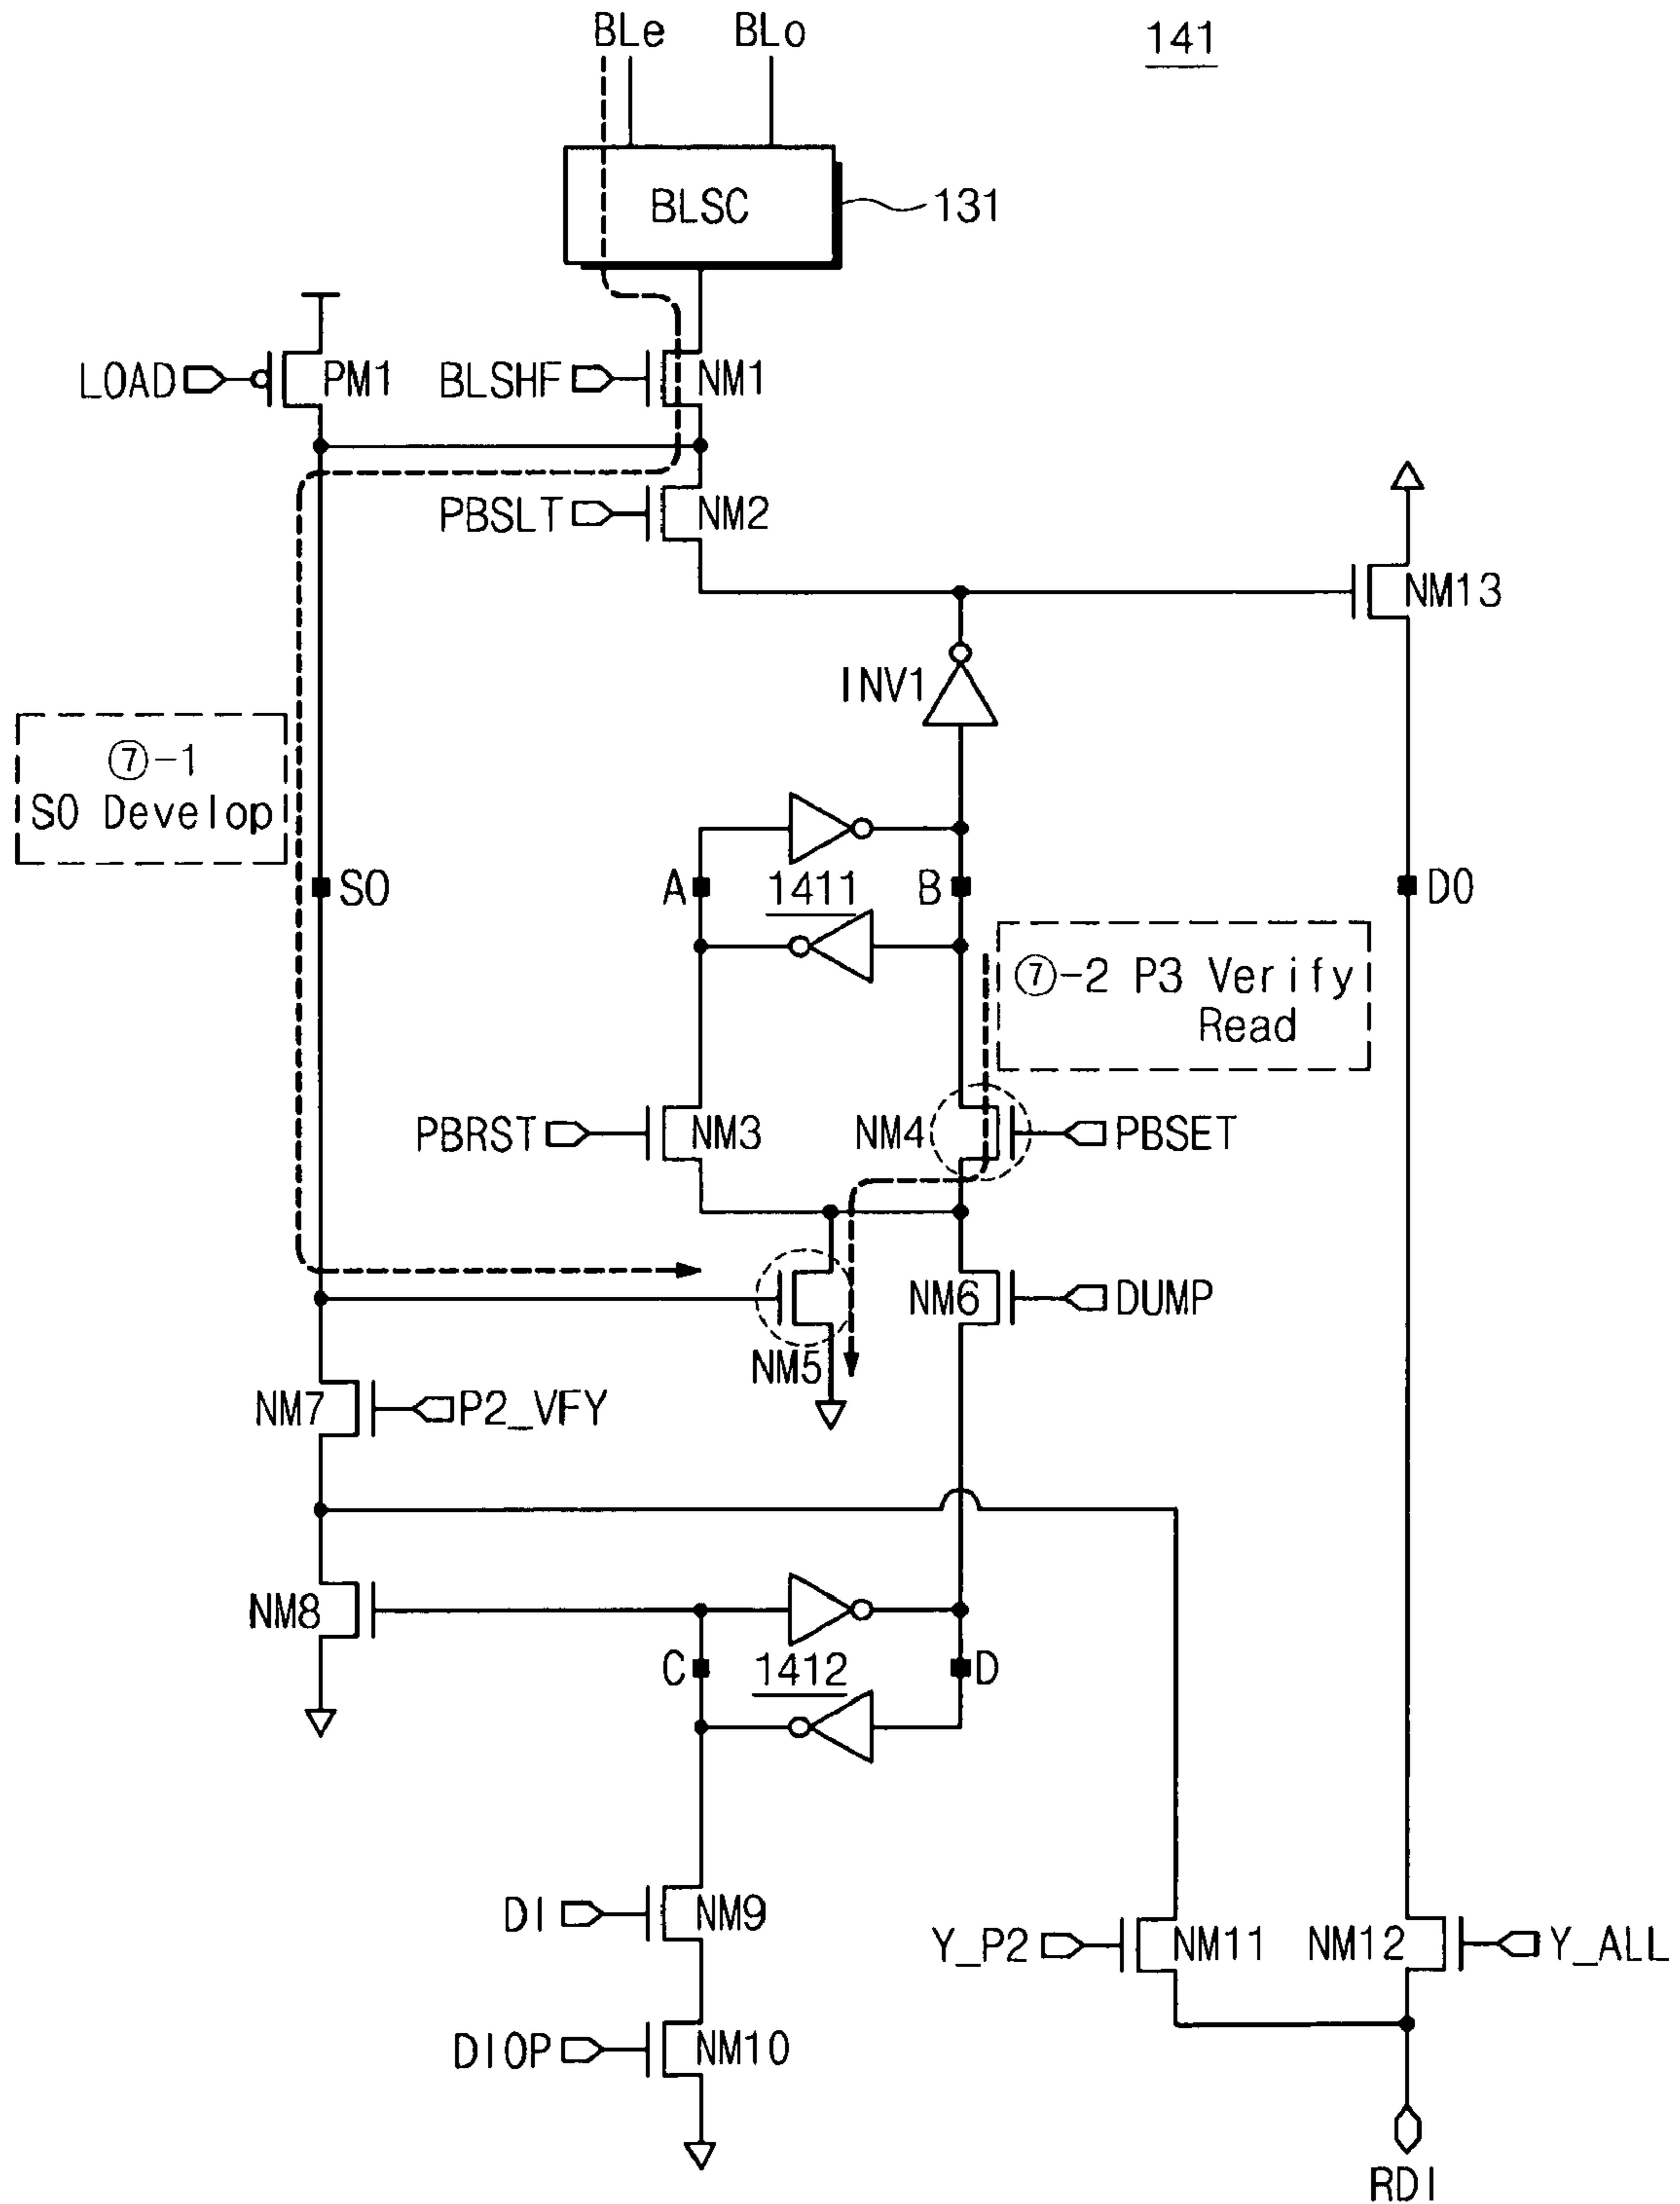 BLe BLo 141
BLSC 131
LOAD PM1 BLSHF NM1
PBSLT NM2
NM13
INV1
⑦-1
SO Develop
SO A 1411 B DO
⑦-2 P3 Verify
Read
PBRST NM3 NM4 PBSET
NM6 DUMP
NM5
NM7 P2_VFY
NM8
C 1412 D
DI NM9
Y_P2 NM11 NM12 Y_ALL
DIOP NM10
RDI